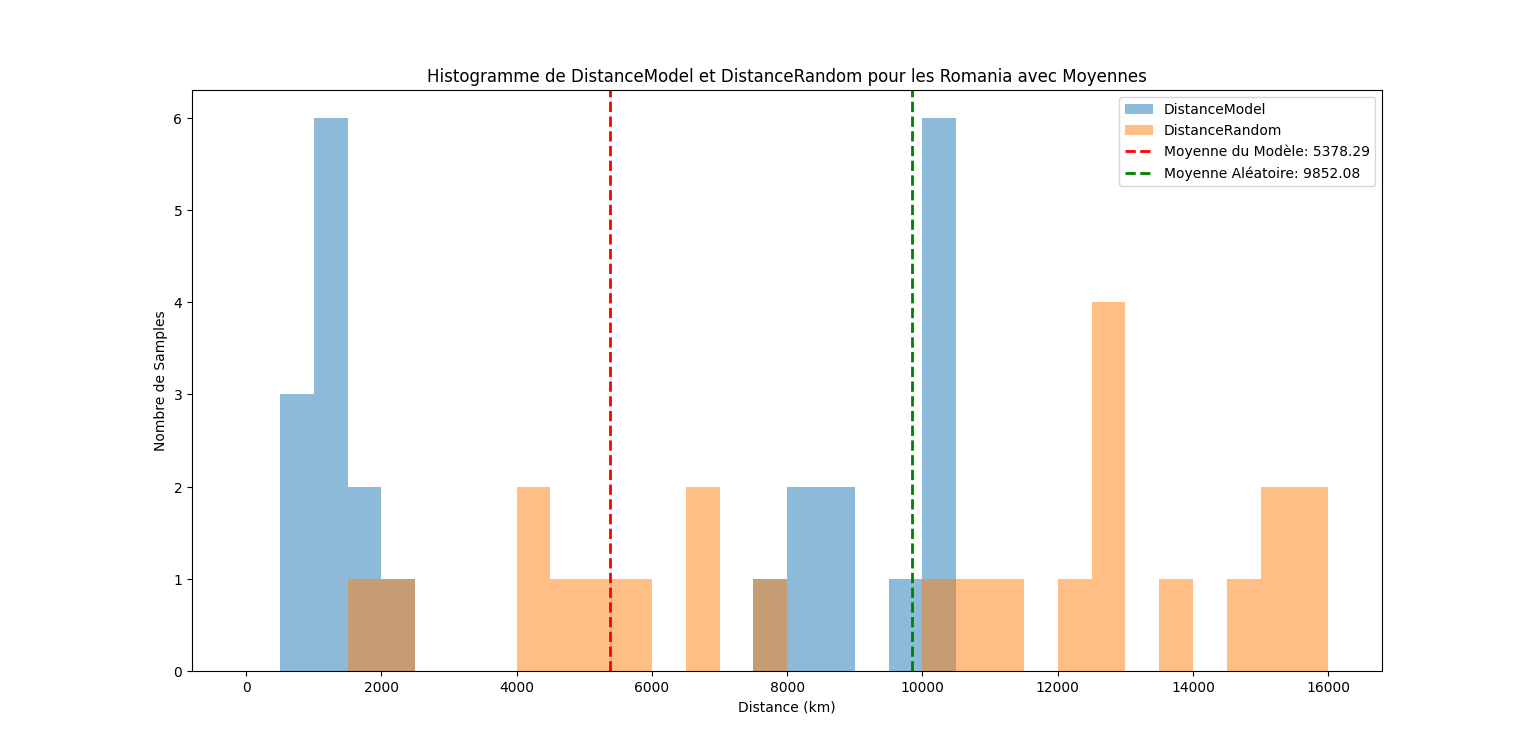 Histogramme de DistanceModel et DistanceRandom pour les Romania avec Moyennes
DistanceModel
DistanceRandom
Moyenne du Modèle: 5378.29
Moyenne Aléatoire: 9852.08
Nombre de Samples
6
5
4
3
2
1
0
0 2000 4000 6000 8000 10000 12000 14000 16000
Distance (km)